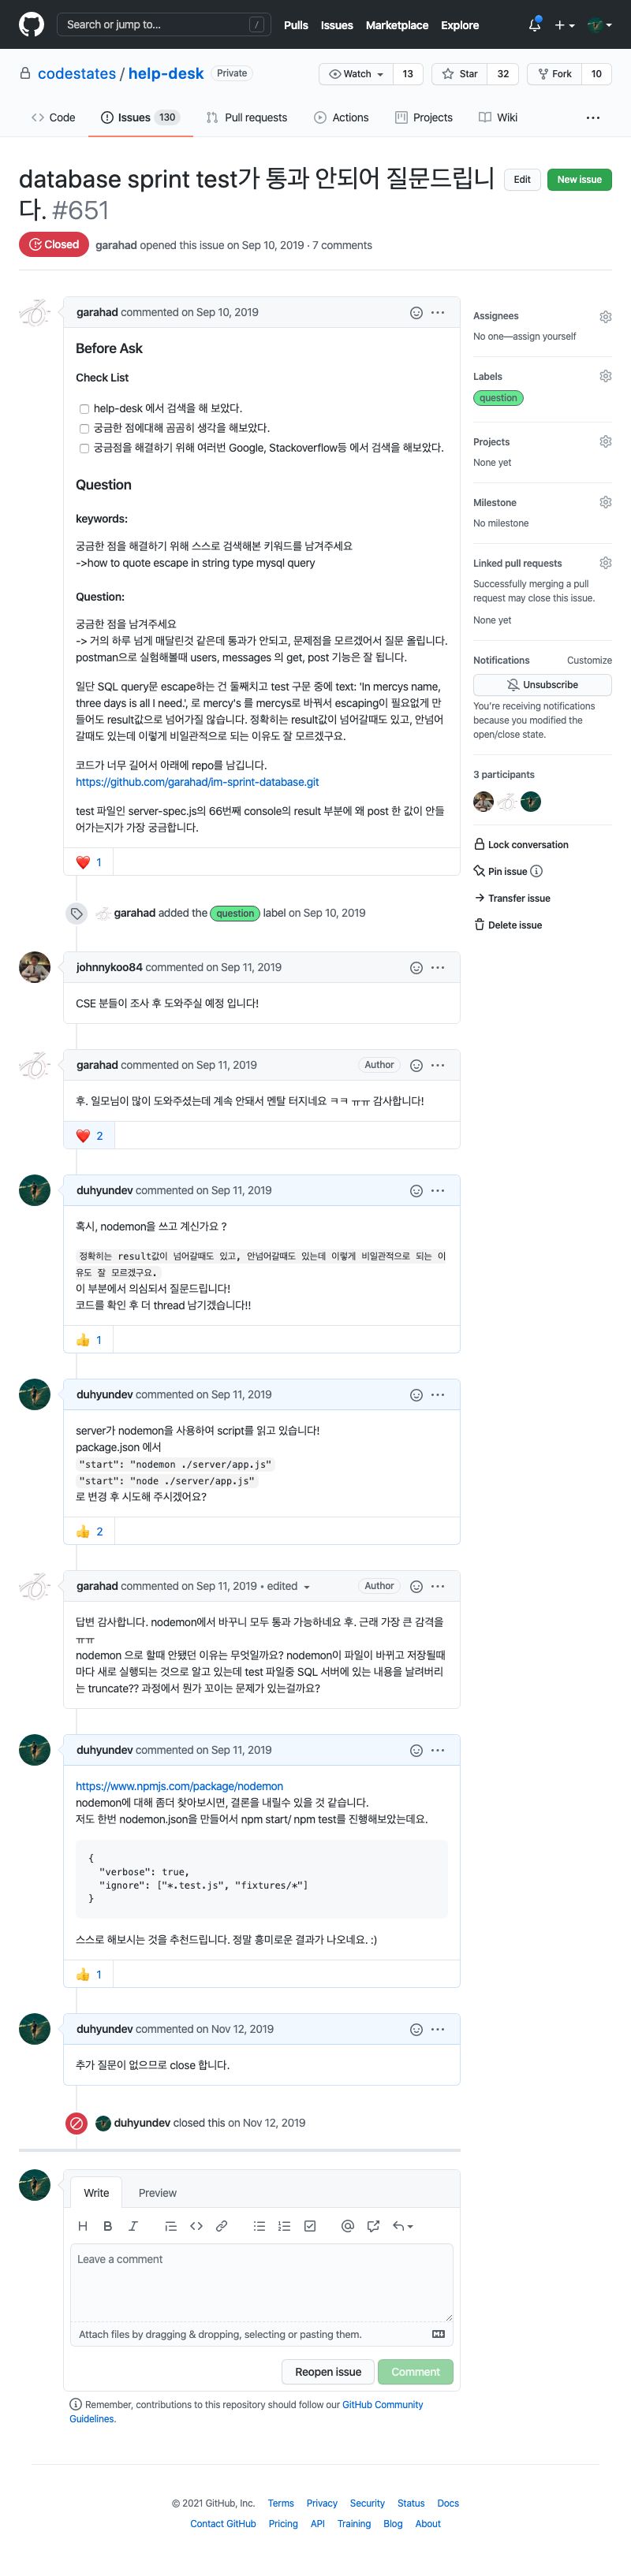 Search or jump to...
/
Pulls Issues Marketplace Explore
codestates / help-desk Private
Watch 13 Star 32 Fork 10
Code Issues 130 Pull requests Actions Projects Wiki ...
database sprint test가 통과 안되어 질문드립니
다. #651
Edit New issue
Closed garahad opened this issue on Sep 10, 2019 · 7 comments
garahad commented on Sep 10, 2019
Before Ask
Check List
help-desk 에서 검색을 해 보았다.
궁금한 점에대해 곰곰히 생각을 해보았다.
궁금점을 해결하기 위해 여러번 Google, Stackoverflow등 에서 검색을 해보았다.
Question
keywords:
궁금한 점을 해결하기 위해 스스로 검색해본 키워드를 남겨주세요
->how to quote escape in string type mysql query
Question:
궁금한 점을 남겨주세요
-> 거의 하루 넘게 매달린것 같은데 통과가 안되고, 문제점을 모르겠어서 질문 올립니다.
postman으로 실험해볼때 users, messages 의 get, post 기능은 잘 됩니다.
일단 SQL query문 escape하는 건 둘째치고 test 구문 중에 text: 'In mercys name,
three days is all I need.', 로 mercy's 를 mercys로 바꿔서 escaping이 필요없게 만
들어도 result값으로 넘어가질 않습니다. 정확히는 result값이 넘어갈때도 있고, 안넘어
갈때도 있는데 이렇게 비일관적으로 되는 이유도 잘 모르겠구요.
코드가 너무 길어서 아래에 repo를 남깁니다.
https://github.com/garahad/im-sprint-database.git
test 파일인 server-spec.js의 66번째 console의 result 부분에 왜 post 한 값이 안들
어가는지가 가장 궁금합니다.
❤️ 1
garahad added the question label on Sep 10, 2019
johnnykoo84 commented on Sep 11, 2019
CSE 분들이 조사 후 도와주실 예정 입니다!
garahad commented on Sep 11, 2019 Author
후. 일모님이 많이 도와주셨는데 계속 안돼서 멘탈 터지네요 ㅋㅋ ㅠㅠ 감사합니다!
❤️ 2
duhyundev commented on Sep 11, 2019
혹시, nodemon을 쓰고 계신가요 ?
정확히는 result값이 넘어갈때도 있고, 안넘어갈때도 있는데 이렇게 비일관적으로 되는 이
유도 잘 모르겠구요.
이 부분에서 의심되서 질문드립니다!
코드를 확인 후 더 thread 남기겠습니다!!
👍 1
duhyundev commented on Sep 11, 2019
server가 nodemon을 사용하여 script를 읽고 있습니다!
package.json 에서
"start": "nodemon ./server/app.js"
"start": "node ./server/app.js"
로 변경 후 시도해 주시겠어요?
👍 2
garahad commented on Sep 11, 2019 • edited Author
답변 감사합니다. nodemon에서 바꾸니 모두 통과 가능하네요 후. 근래 가장 큰 감격을
ㅠㅠ
nodemon 으로 할때 안됐던 이유는 무엇일까요? nodemon이 파일이 바뀌고 저장될때
마다 새로 실행되는 것으로 알고 있는데 test 파일중 SQL 서버에 있는 내용을 날려버리
는 truncate?? 과정에서 뭔가 꼬이는 문제가 있는걸까요?
duhyundev commented on Sep 11, 2019
https://www.npmjs.com/package/nodemon
nodemon에 대해 좀더 찾아보시면, 결론을 내릴수 있을 것 같습니다.
저도 한번 nodemon.json을 만들어서 npm start/ npm test를 진행해보았는데요.
{
"verbose": true,
"ignore": ["*.test.js", "fixtures/*"]
}
스스로 해보시는 것을 추천드립니다. 정말 흥미로운 결과가 나오네요. :)
👍 1
duhyundev commented on Nov 12, 2019
추가 질문이 없으므로 close 합니다.
duhyundev closed this on Nov 12, 2019
Write Preview
Leave a comment
Attach files by dragging & dropping, selecting or pasting them.
Reopen issue Comment
Remember, contributions to this repository should follow our GitHub Community
Guidelines.
Assignees
No one—assign yourself
Labels
question
Projects
None yet
Milestone
No milestone
Linked pull requests
Successfully merging a pull
request may close this issue.
None yet
Notifications Customize
Unsubscribe
You're receiving notifications
because you modified the
open/close state.
3 participants
Lock conversation
Pin issue
Transfer issue
Delete issue
© 2021 GitHub, Inc. Terms Privacy Security Status Docs
Contact GitHub Pricing API Training Blog About